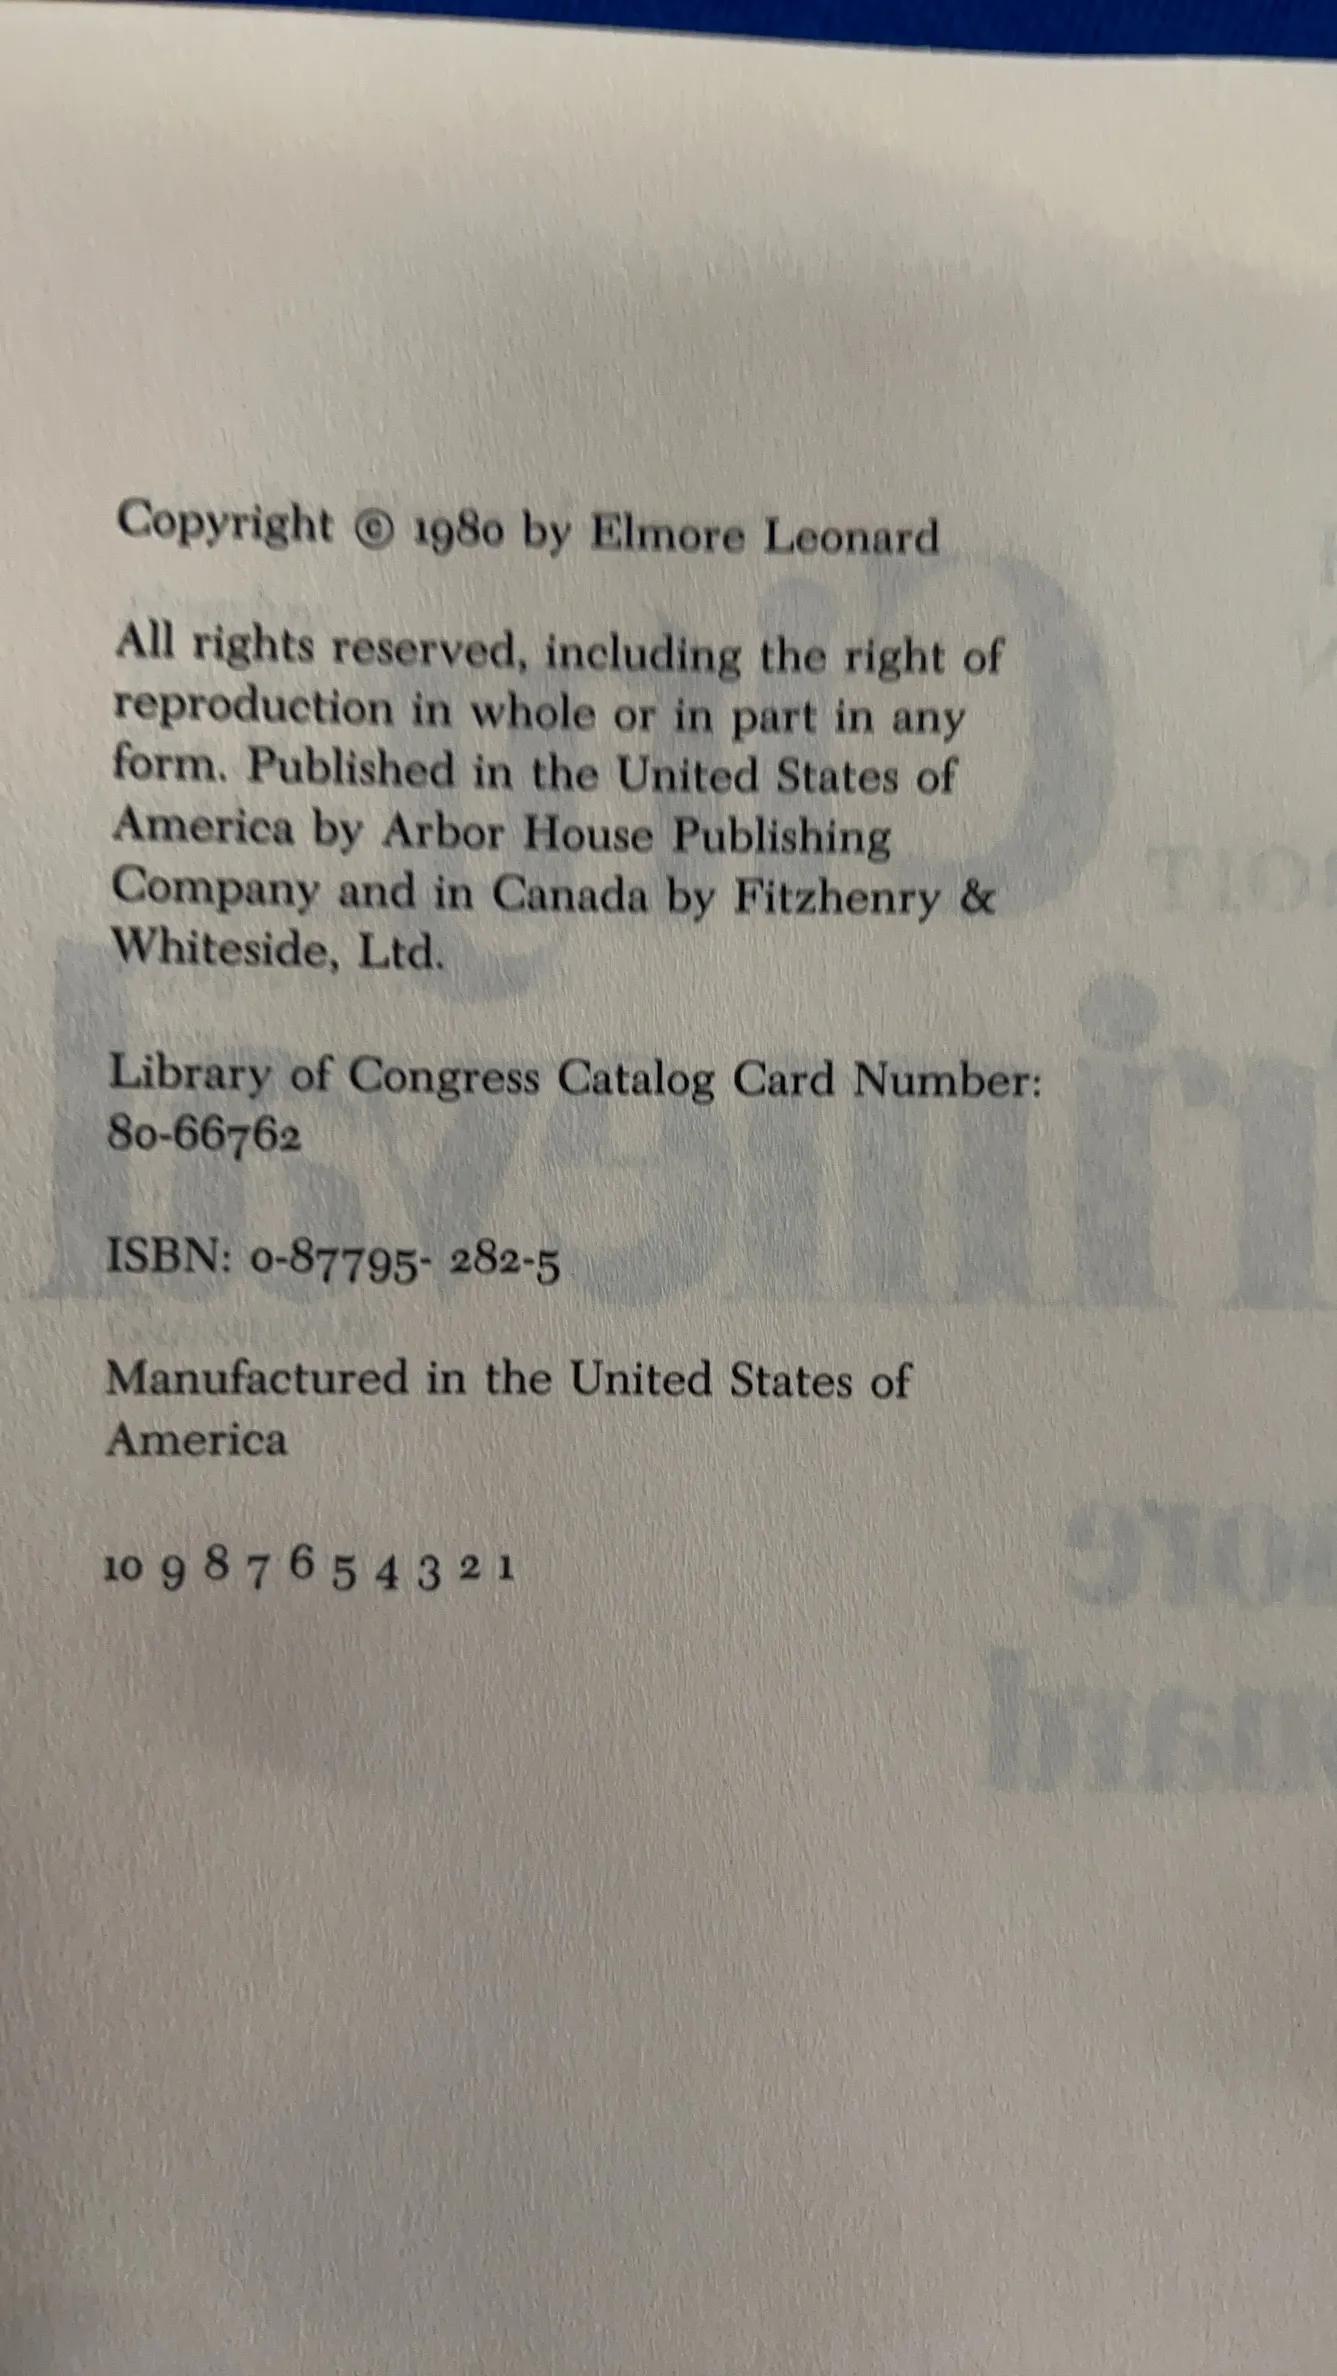 Copyright © 1980 by Elmore Leonard
All rights reserved, including the right of
reproduction in whole or in part in any
form. Published in the United States of
America by Arbor House Publishing
Company and in Canada by Fitzhenry &
Whiteside, Ltd.
Library of Congress Catalog Card Number:
80-66762
ISBN: 0-87795- 282-5
Manufactured in the United States of
America
10 9 8 7 6 5 4 3 2 1